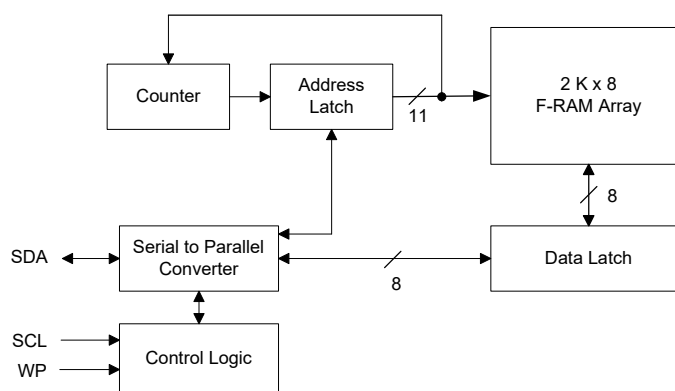 Counter
Address
Latch
11
2 K x 8
F-RAM Array
8
SDA
Serial to Parallel
Converter
8
Data Latch
SCL
WP
Control Logic